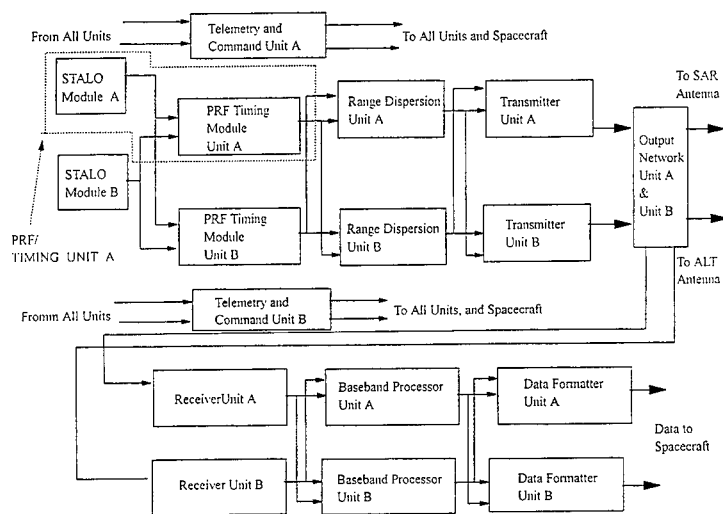 From All Units
Telemetry and
Command Unit A
To All Units and Spacecraft
STALO
Module A
PRF Timing
Module
Unit A
Range Dispersion
Unit A
Transmitter
Unit A
To SAR
Antenna
Output
Network
Unit A
&
Unit B
STALO
Module B
PRF/
TIMING UNIT A
PRF Timing
Module
Unit B
Range Dispersion
Unit B
Transmitter
Unit B
To ALT
Antenna
Fromm All Units
Telemetry and
Command Unit B
To All Units, and Spacecraft
ReceiverUnit A
Baseband Processor
Unit A
Data Formatter
Unit A
Data to
Spacecraft
Receiver Unit B
Baseband Processor
Unit B
Data Formatter
Unit B